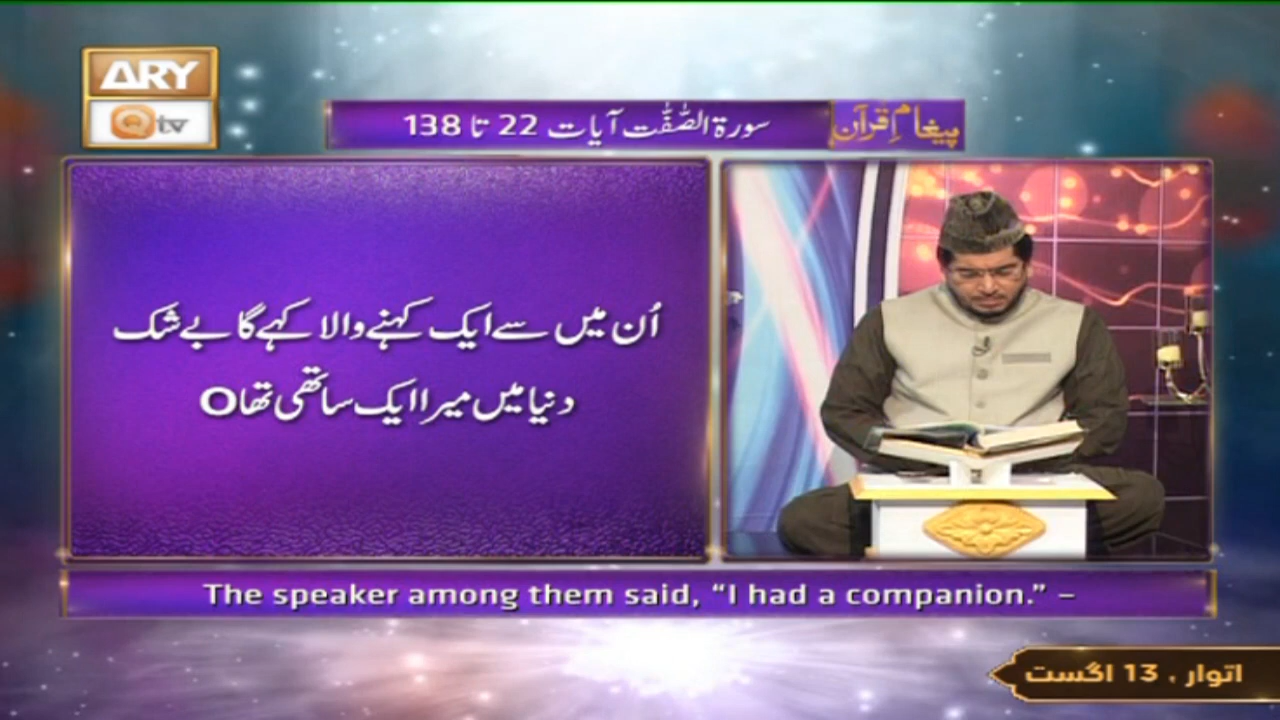 ARY
Qtv
پیغامِ قرآن
سورۃ الصّٰٓفّٰت آیات 22 تا 138
اُن میں سے ایک کہنے والا کہے گا بے شک
دنیا میں میرا ایک ساتھی تھاO
The speaker among them said, “I had a companion.” –
اتوار ، 13 اگست